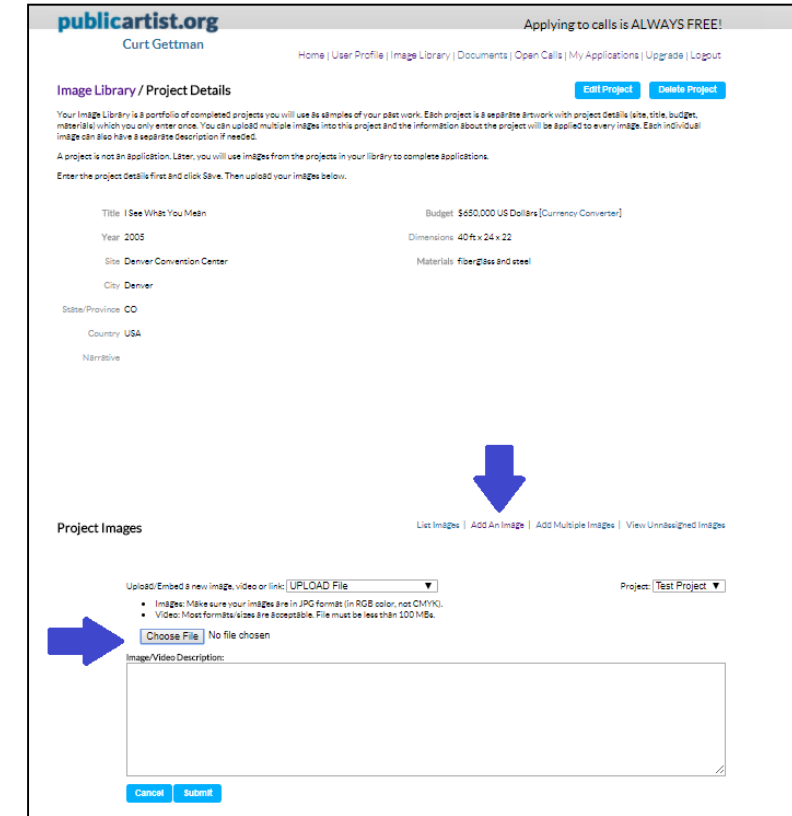 publicartist.org
Applying to calls is ALWAYS FREE!
Curt Gettman
Home | User Profile | Image Library | Documents | Open Calls | My Applications | Upgrade | Logout
Image Library / Project Details
Edit Project
Delete Project
Your Image Library is a portfolio of completed projects you will use as samples of your past work. Each project is a separate artwork with project details (site, title, budget,
materials) which you only enter once. You can upload multiple images into this project and the information about the project will be applied to every image. Each individual
image can also have a separate description if needed.
A project is not an application. Later, you will use images from the projects in your library to complete applications.
Enter the project details first and click Save. Then upload your images below.
Title I See What You Mean
Budget $650,000 US Dollars [Currency Converter]
Year 2005
Dimensions 40 ft x 24 x 22
Site Denver Convention Center
Materials fiberglass and steel
City Denver
State/Province CO
Country USA
Narrative
Project Images
List Images | Add An Image | Add Multiple Images | View Unnassigned Images
Upload/Embed a new image, video or link: UPLOAD File
Project: Test Project
Images: Make sure your images are in JPG format (in RGB color, not CMYK).
Video: Most formats/sizes are acceptable. File must be less than 100 MBs.
Choose File No file chosen
Image/Video Description:
Cancel
Submit